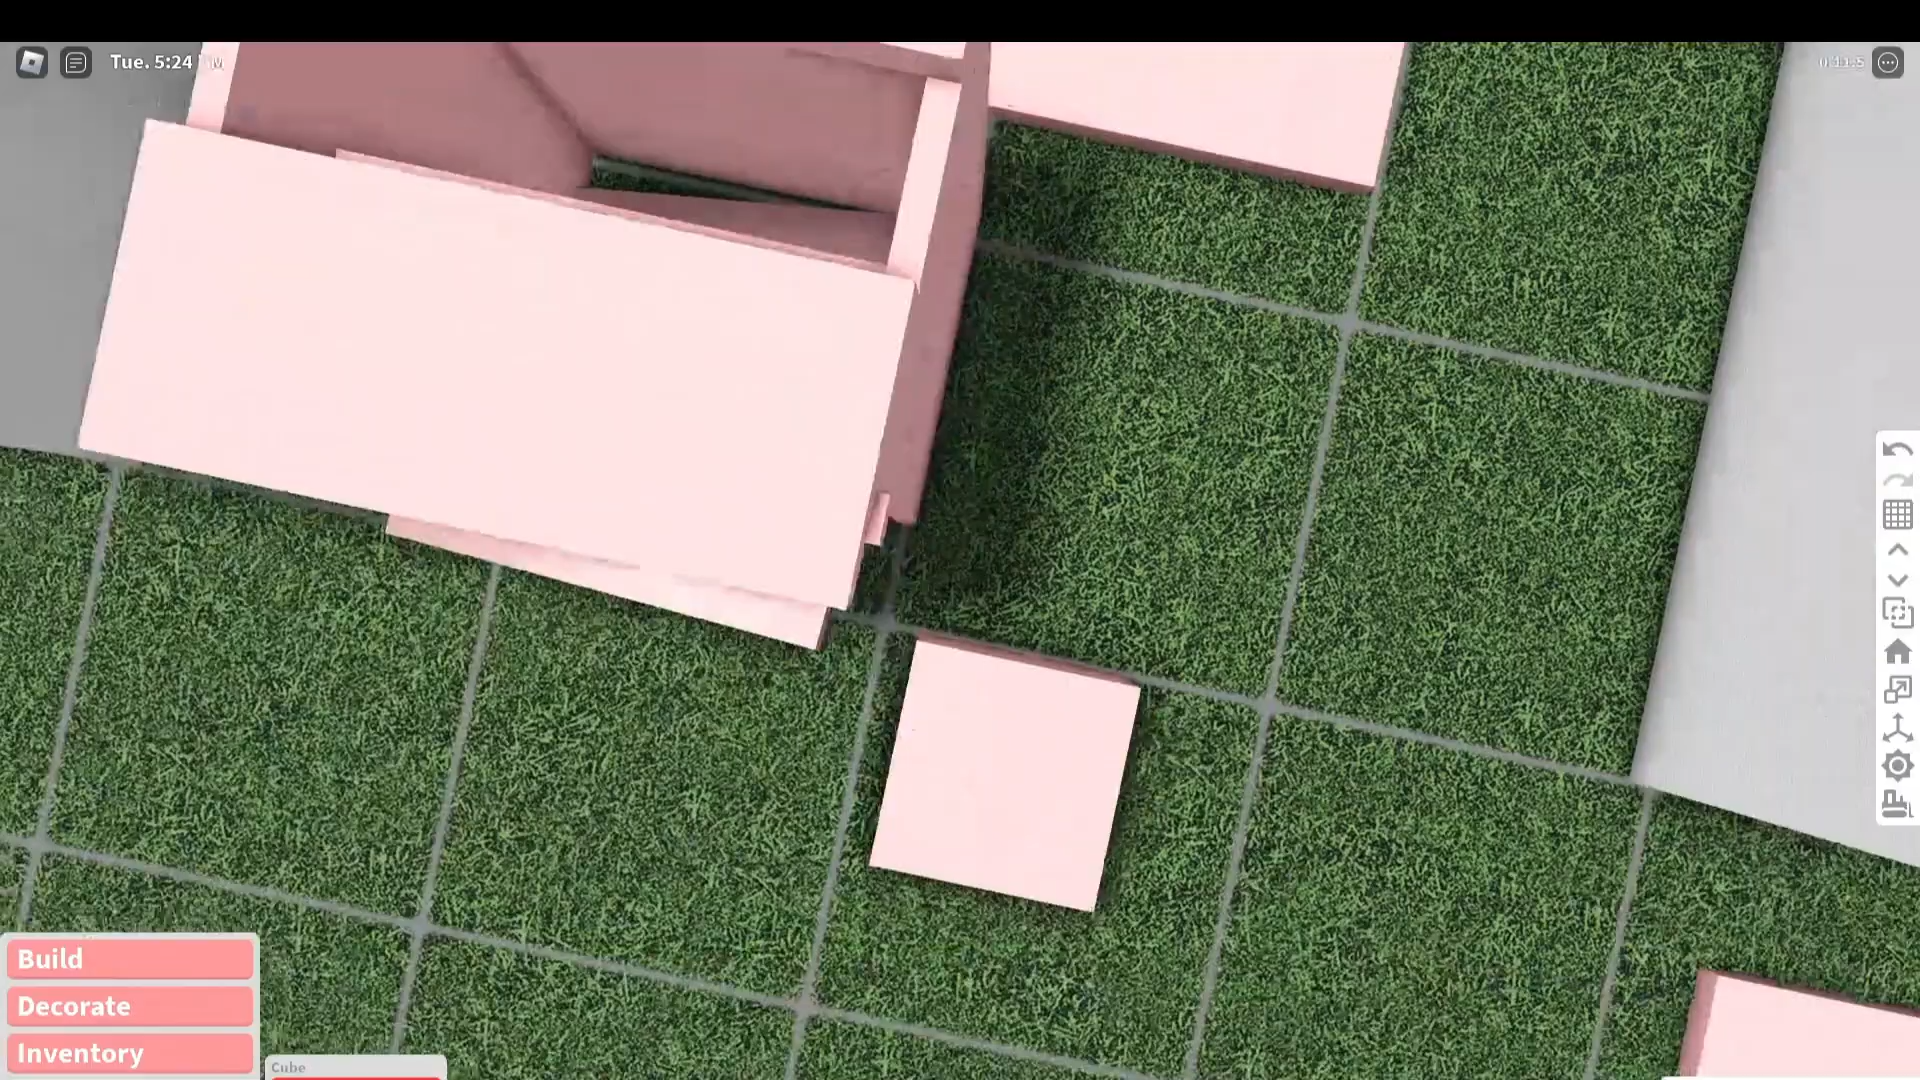 Tue. 5:24
Build
Decorate
Inventory
Cube